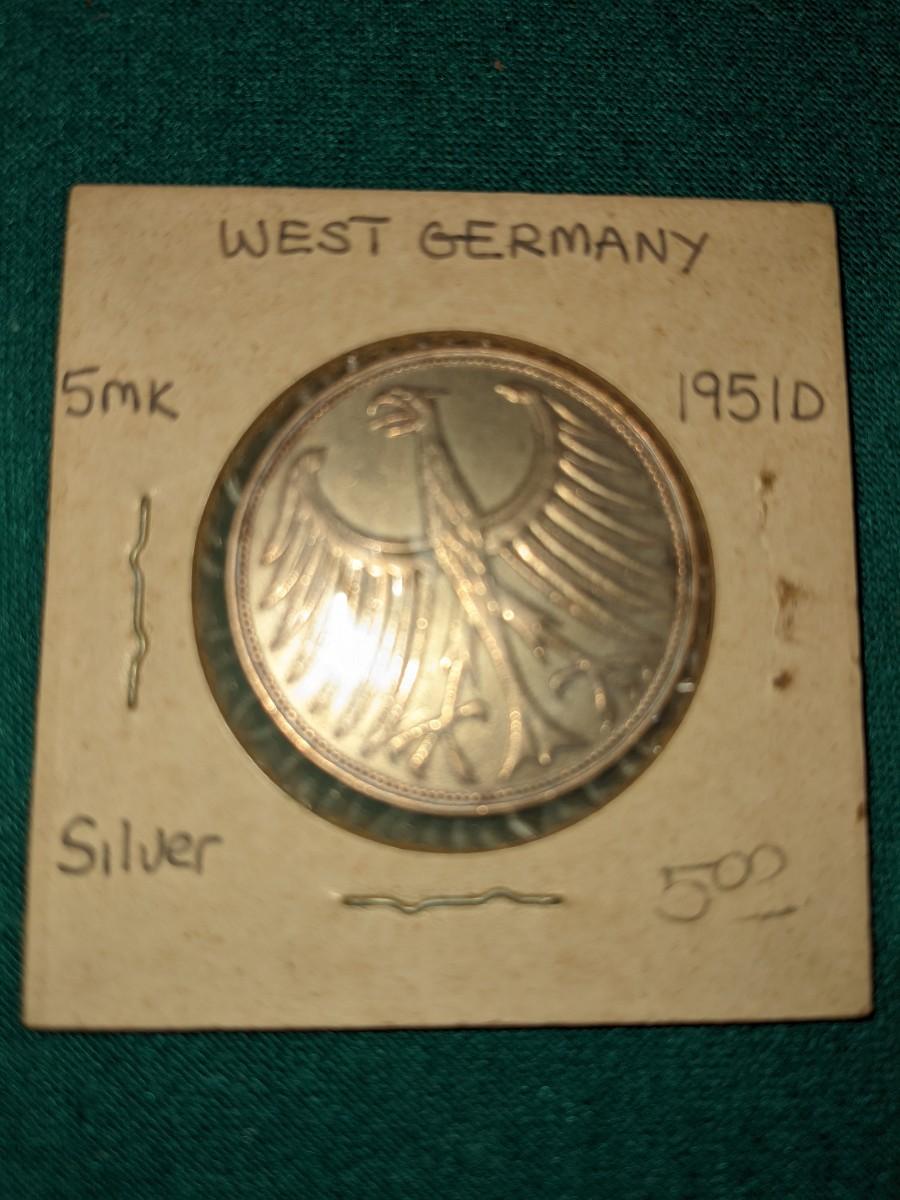 WEST GERMANY
5mK 1951D
Silver 500